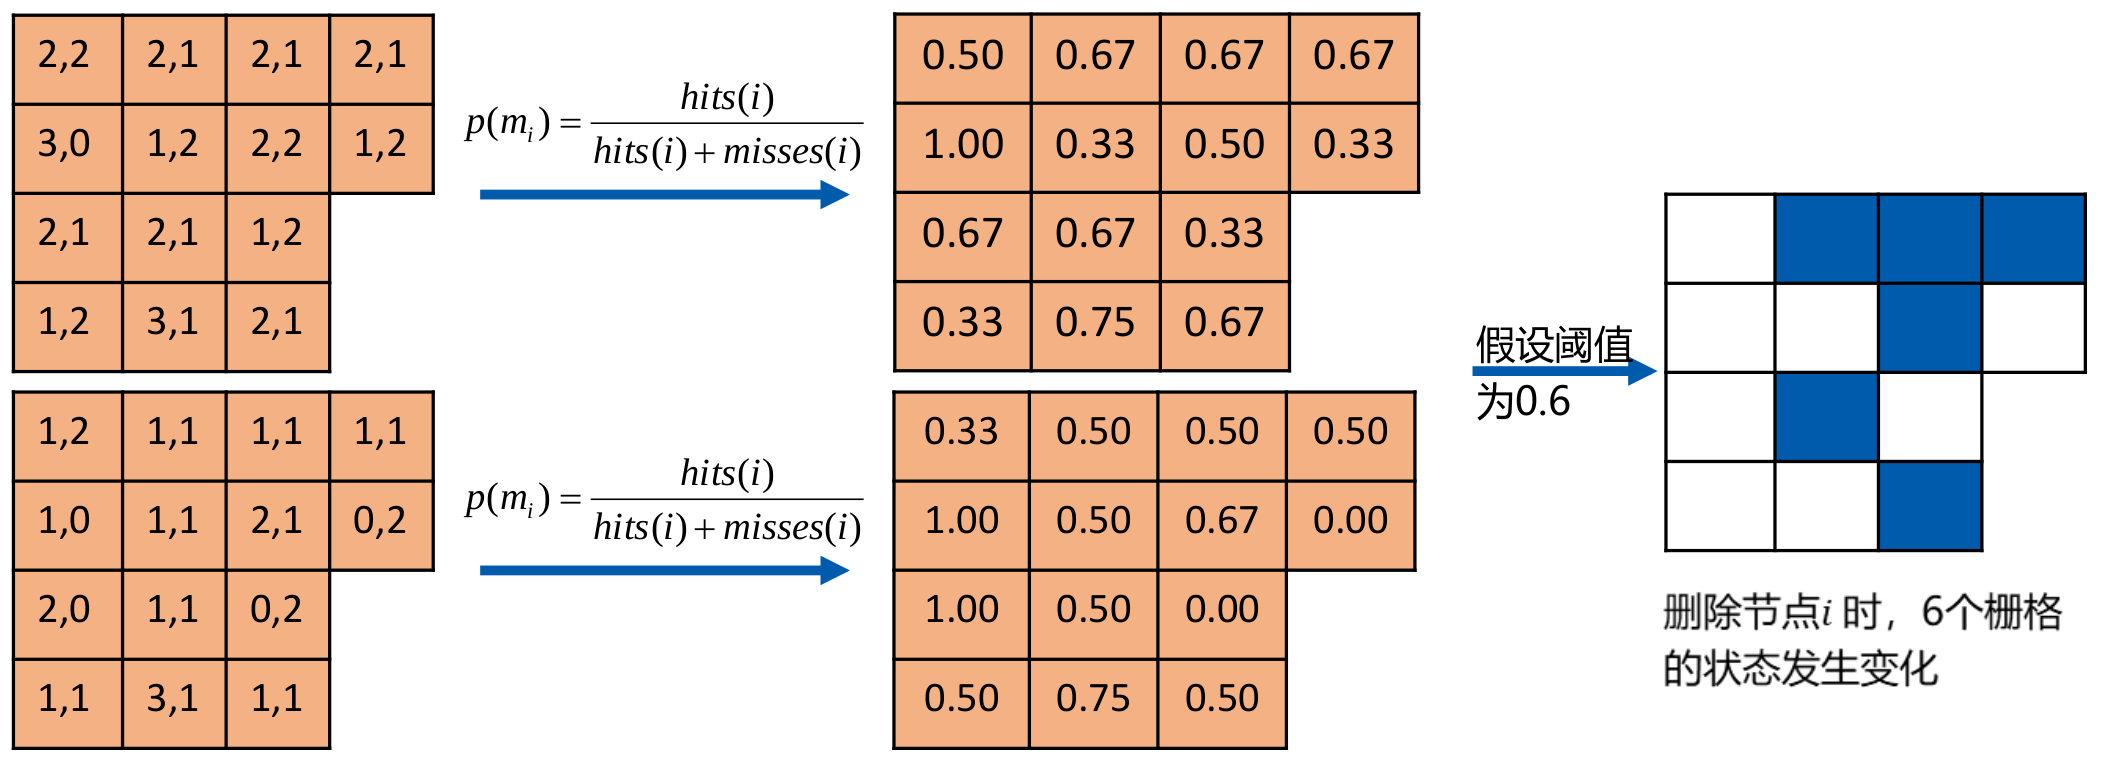 2,2 2,1 2,1 2,1
3,0 1,2 2,2 1,2
2,1 2,1 1,2
1,2 3,1 2,1
p(m_i) = hits(i) / (hits(i) + misses(i))
0.50 0.67 0.67 0.67
1.00 0.33 0.50 0.33
0.67 0.67 0.33
0.33 0.75 0.67
1,2 1,1 1,1 1,1
1,0 1,1 2,1 0,2
2,0 1,1 0,2
1,1 3,1 1,1
p(m_i) = hits(i) / (hits(i) + misses(i))
0.33 0.50 0.50 0.50
1.00 0.50 0.67 0.00
1.00 0.50 0.00
0.50 0.75 0.50
假设阈值
为0.6
删除节点i 时，6个栅格
的状态发生变化